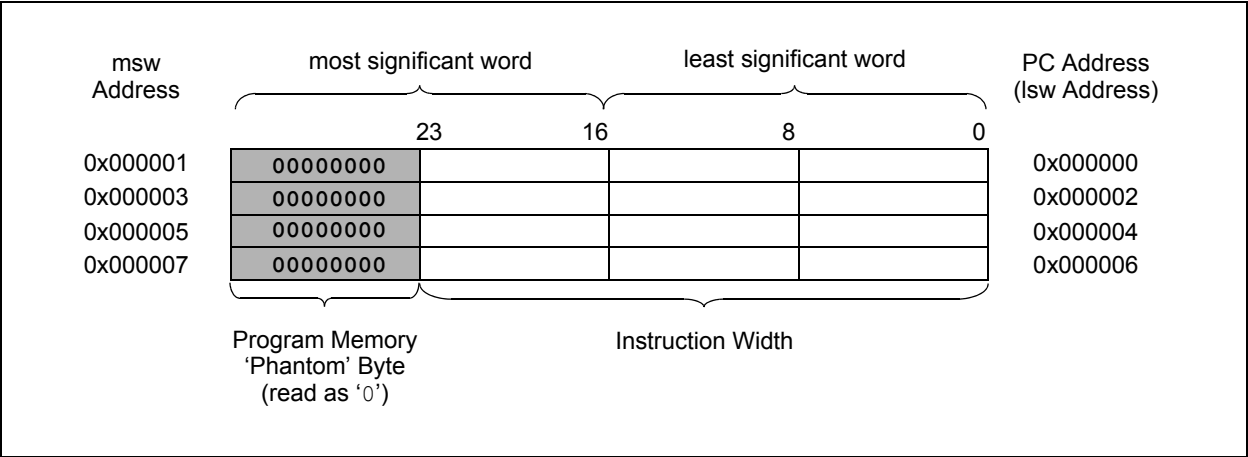 msw
Address
most significant word
least significant word
PC Address
(lsw Address)
23 16 8 0
0x000001 00000000 0x000000
0x000003 00000000 0x000002
0x000005 00000000 0x000004
0x000007 00000000 0x000006
Program Memory
‘Phantom’ Byte
(read as ‘0’)
Instruction Width